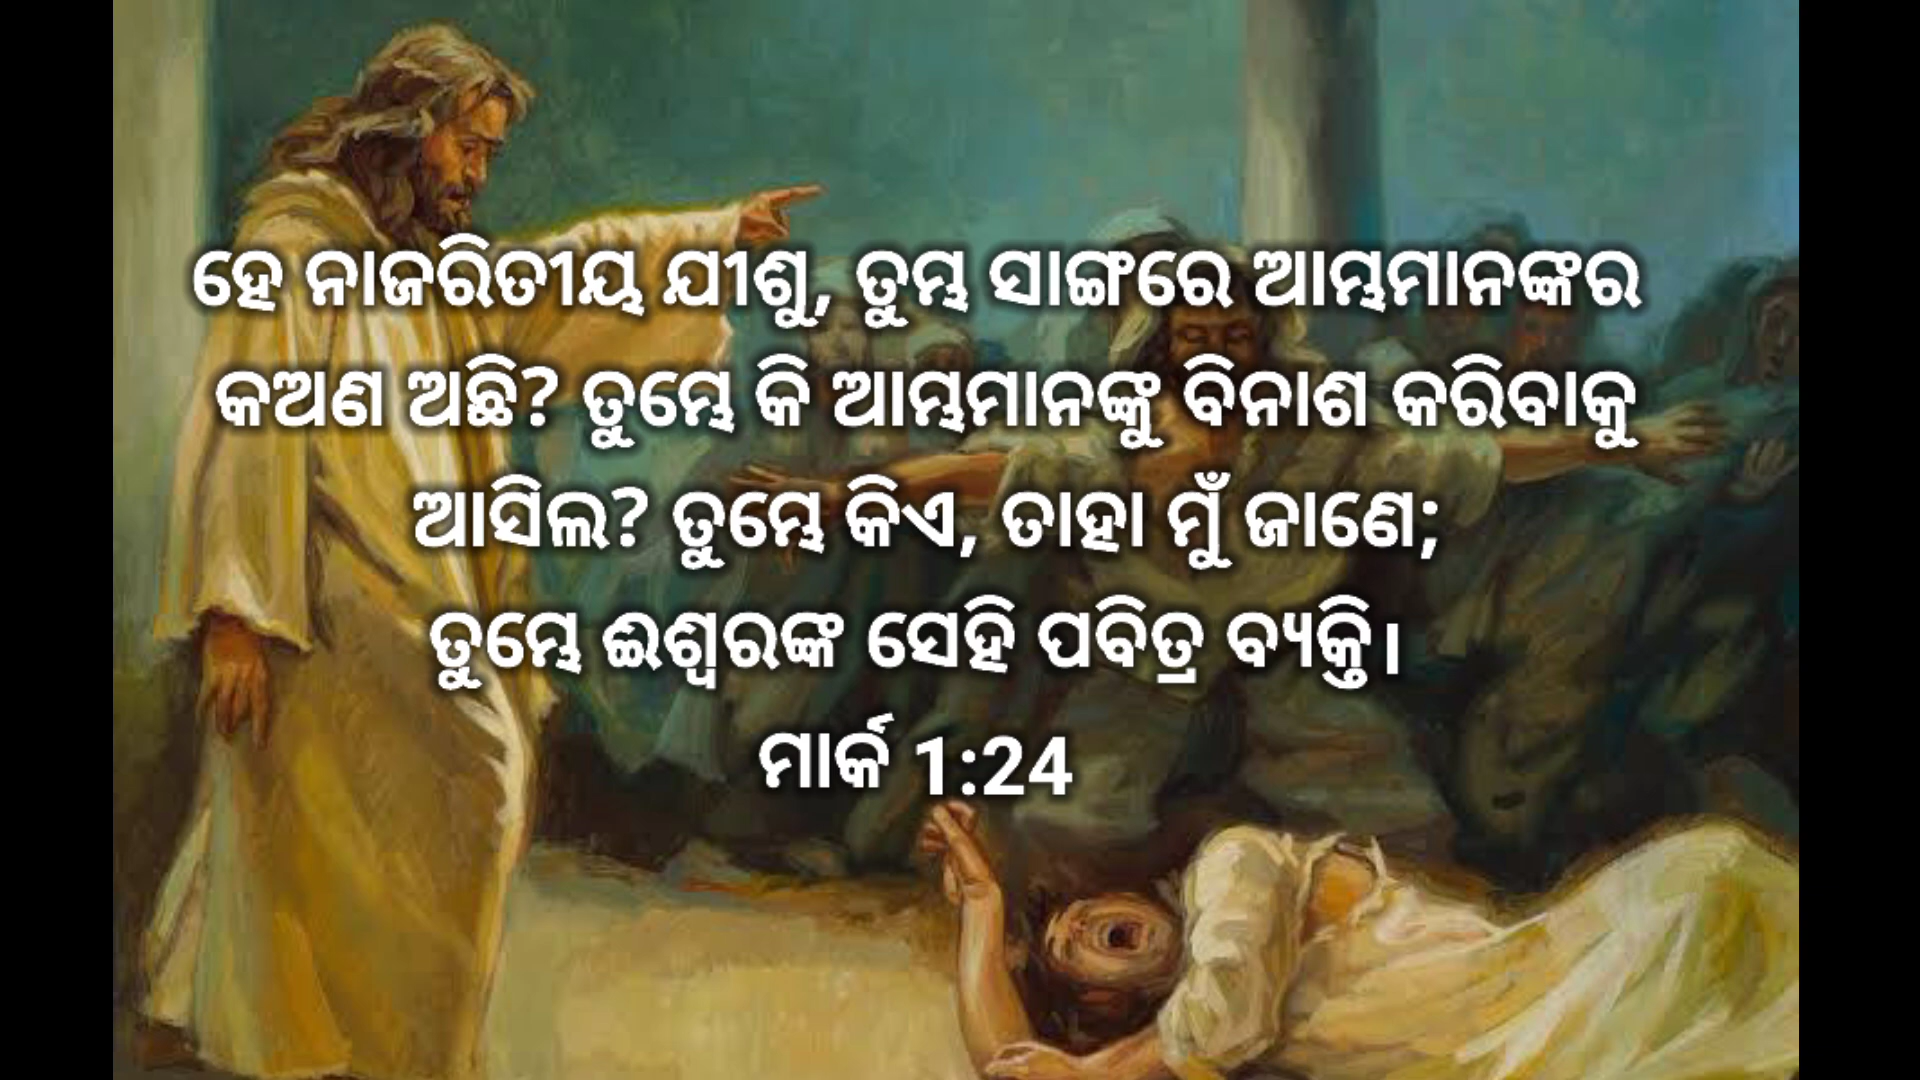 ହେ ନାଜରିତୀୟ ଯୀଶୁ, ତୁମ୍ଭ ସାଙ୍ଗରେ ଆମ୍ଭମାନଙ୍କର
କଅଣ ଅଛି? ତୁମ୍ଭେ କି ଆମ୍ଭମାନଙ୍କୁ ବିନାଶ କରିବାକୁ
ଆସିଲ? ତୁମ୍ଭେ କିଏ, ତାହା ମୁଁ ଜାଣେ;
ତୁମ୍ଭେ ଈଶ୍ୱରଙ୍କ ସେହି ପବିତ୍ର ବ୍ୟକ୍ତି।
ମାର୍କ 1:24